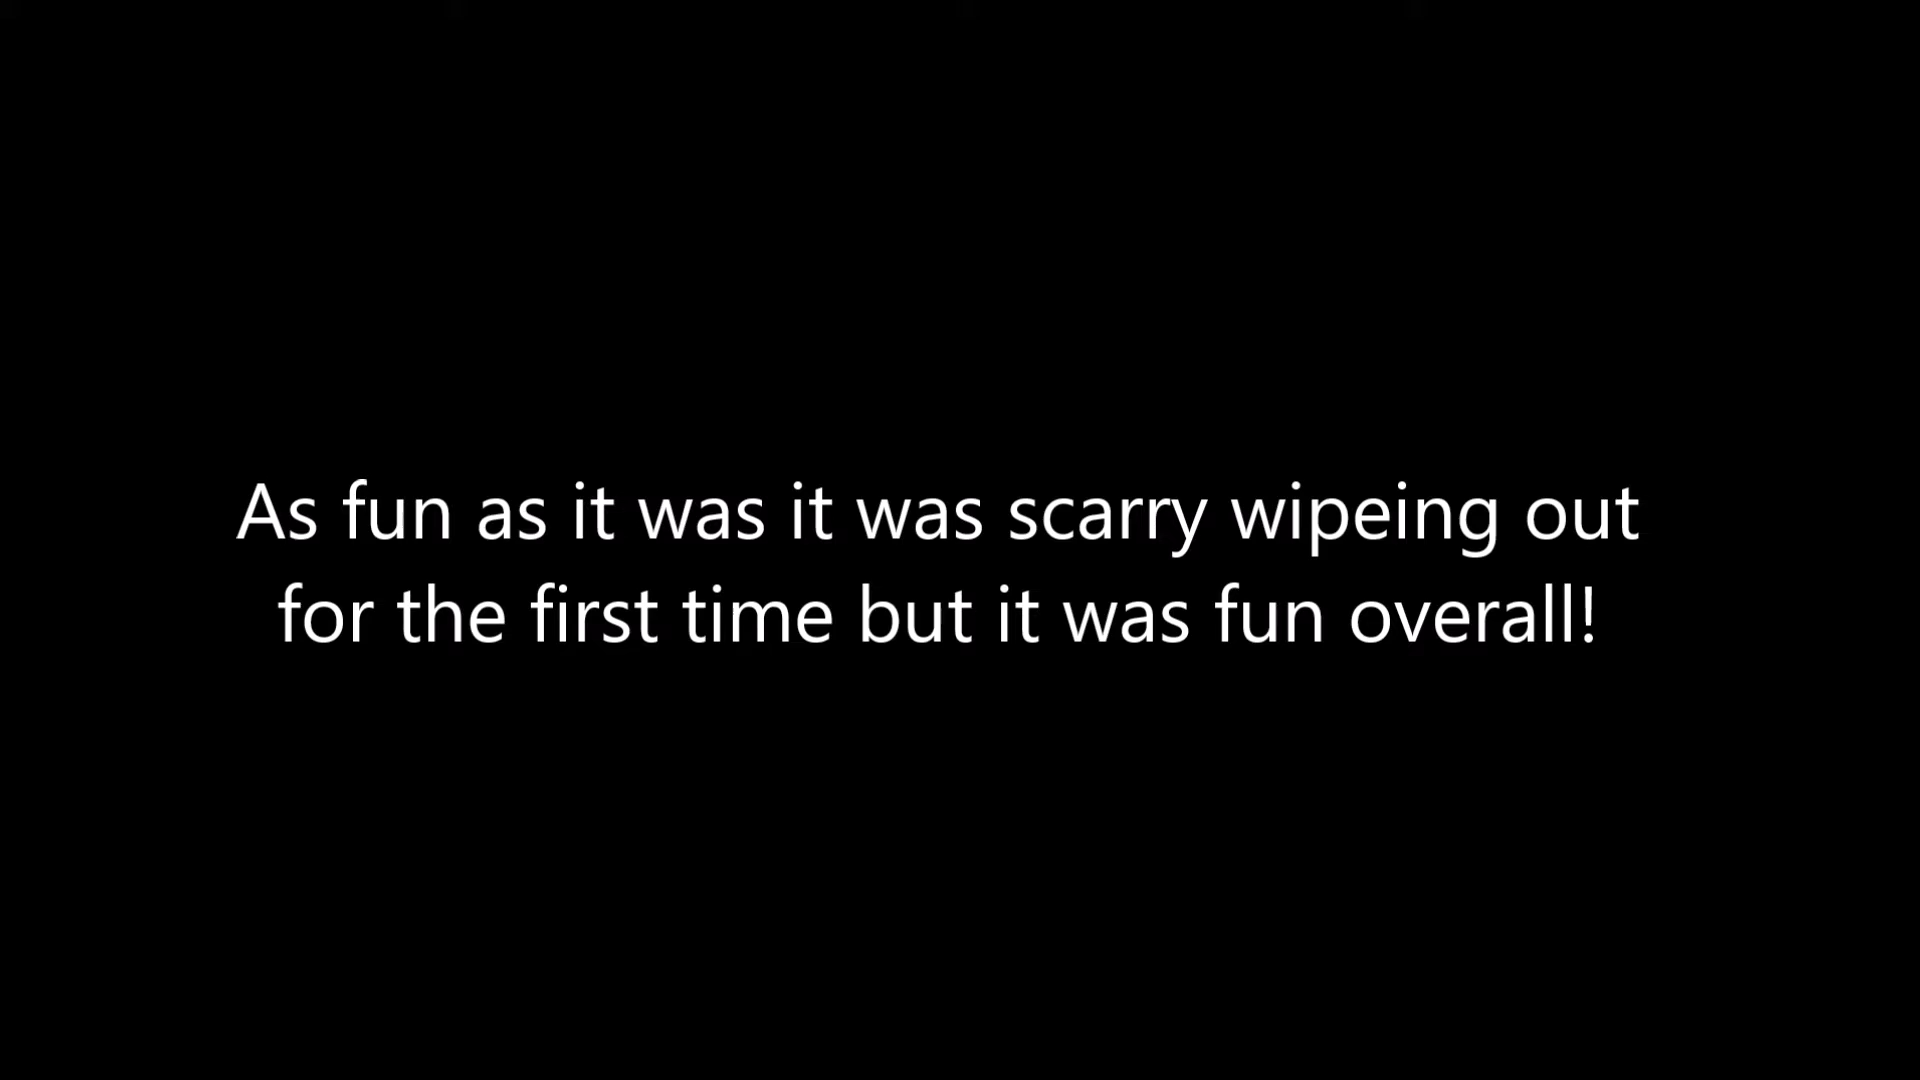 As fun as it was it was scarry wipeing out
for the first time but it was fun overall!